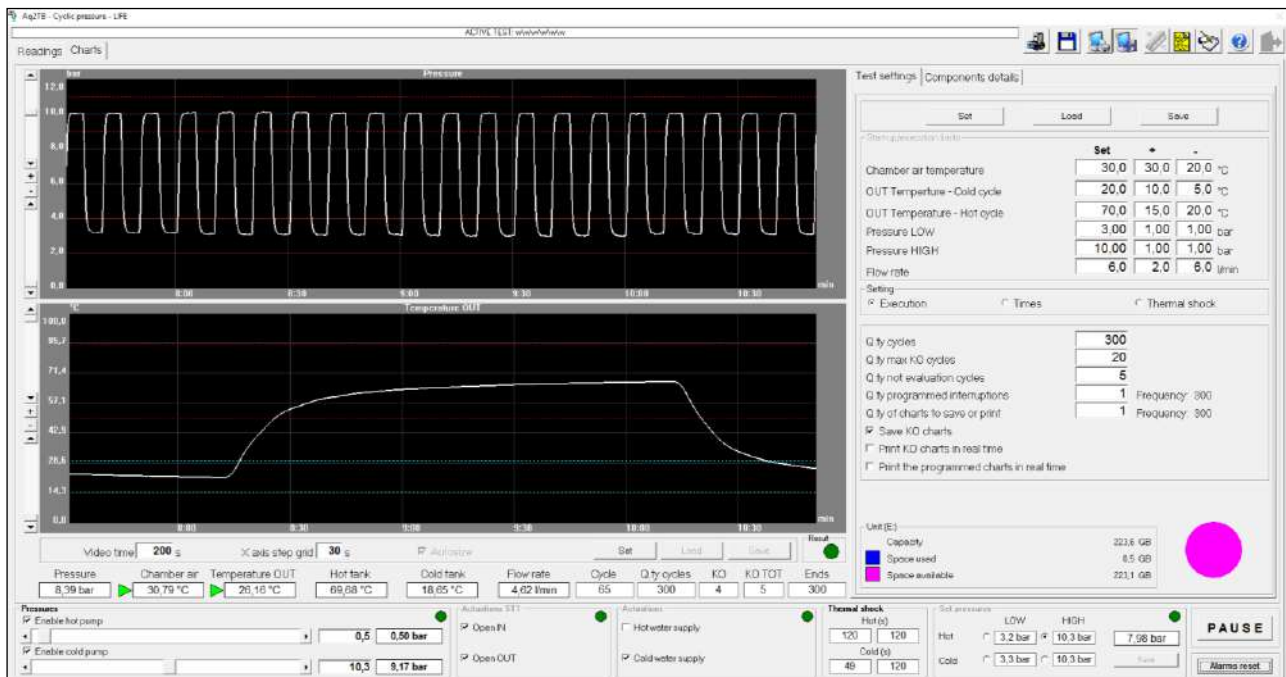 Aq2TB - Cyclic pressure - LIFE
ACTIVE TEST: w/w/w/w/w/w
Readings Charts
bar Pressure
12,0
10,0
8,0
6,0
4,0
2,0
0,0
8:30 9:00 9:30 10:00 10:30 min
°C Temperature OUT
100,0
85,7
71,4
57,1
42,9
28,6
14,3
0,0
8:30 9:00 9:30 10:00 10:30 min
Video time 200 s X axis step grid 30 s Autosize Set Load Save Result
Pressure Chamber air Temperature OUT Hot tank Cold tank Flow rate Cycle Q.ty cycles KO KO TOT Ends
8,39 bar 30,79 °C 26,16 °C 69,68 °C 18,65 °C 4,62 l/min 65 300 4 5 300
Test settings Components details
Set Load Save
Set + -
Chamber air temperature 30,0 30,0 20,0 °C
OUT Temperture - Cold cycle 20,0 10,0 5,0 °C
OUT Temperature - Hot cycle 70,0 15,0 20,0 °C
Pressure LOW 3,00 1,00 1,00 bar
Pressure HIGH 10,00 1,00 1,00 bar
Flow rate 6,0 2,0 6,0 l/min
Setting
Execution Times Thermal shock
Q.ty cycles 300
Q.ty max KO cycles 20
Q.ty not evaluation cycles 5
Q.ty programmed interruptions 1 Frequency: 300
Q.ty of charts to save or print 1 Frequency: 300
Save KO charts
Print KO charts in real time
Print the programmed charts in real time
Unit (E:)
Capacity 223,6 GB
Space used 0,5 GB
Space available 223,1 GB
Pressures
Enable hot pump
0,5 0,50 bar
Enable cold pump
10,3 9,17 bar
Actuations ST1
Open IN
Open OUT
Actuations
Hot water supply
Cold water supply
Thermal shock
Hot (s)
120 120
Cold (s)
49 120
Set pressures
LOW HIGH
Hot 3,2 bar 10,3 bar 7,98 bar
Cold 3,3 bar 10,3 bar Save
PAUSE
Alarms reset